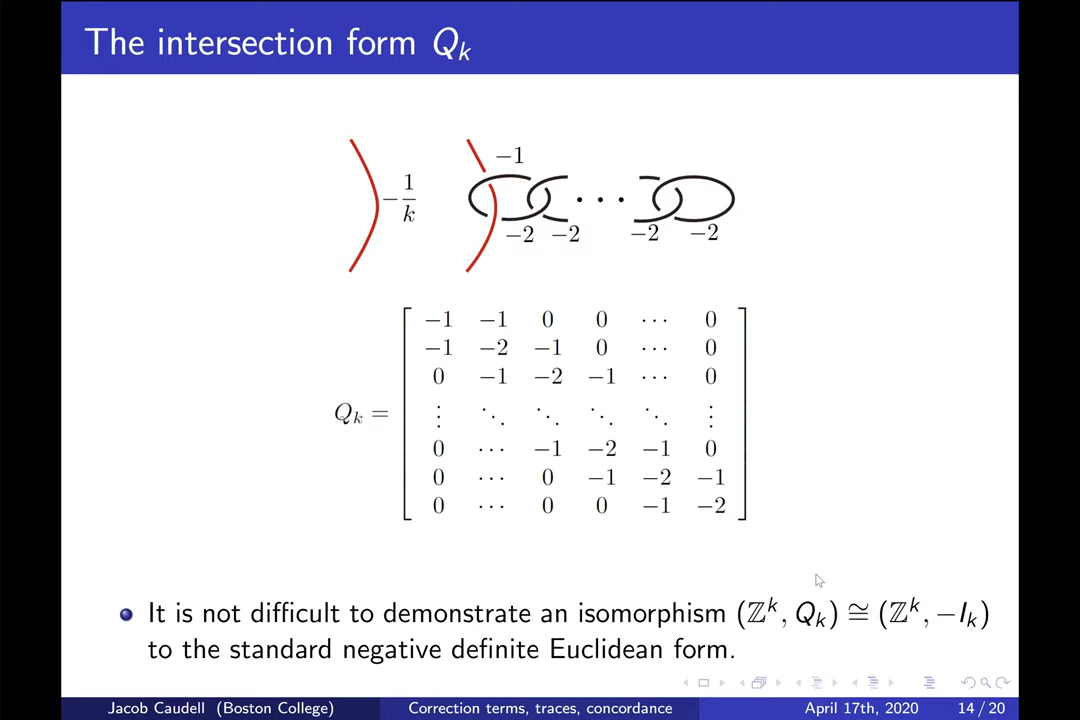 The intersection form Q_k
-1/k
-1
-2 -2 -2 -2
Q_k = [
-1 -1 0 0 ⋯ 0
-1 -2 -1 0 ⋯ 0
0 -1 -2 -1 ⋯ 0
⋮ ⋱ ⋱ ⋱ ⋱ ⋮
0 ⋯ -1 -2 -1 0
0 ⋯ 0 -1 -2 -1
0 ⋯ 0 0 -1 -2
]
It is not difficult to demonstrate an isomorphism (ℤ^k, Q_k) ≅ (ℤ^k, -I_k)
to the standard negative definite Euclidean form.
Jacob Caudell (Boston College) Correction terms, traces, concordance April 17th, 2020 14 / 20